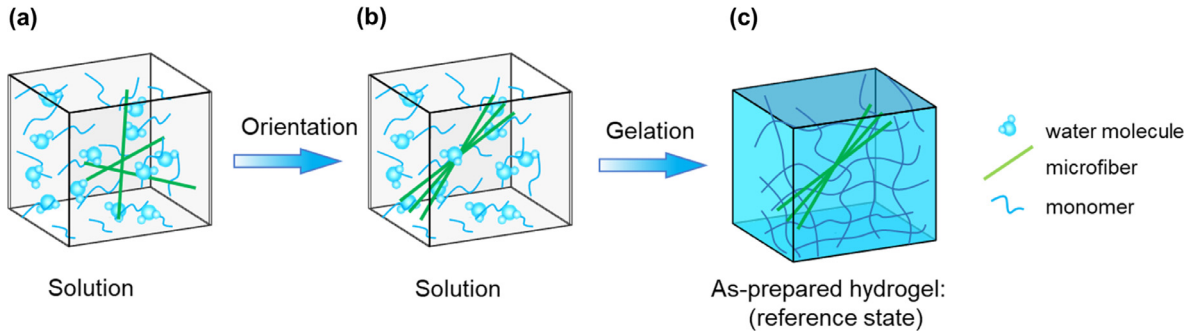 (a)
(b)
(c)
Orientation
Gelation
water molecule
microfiber
monomer
Solution
Solution
As-prepared hydrogel:
(reference state)